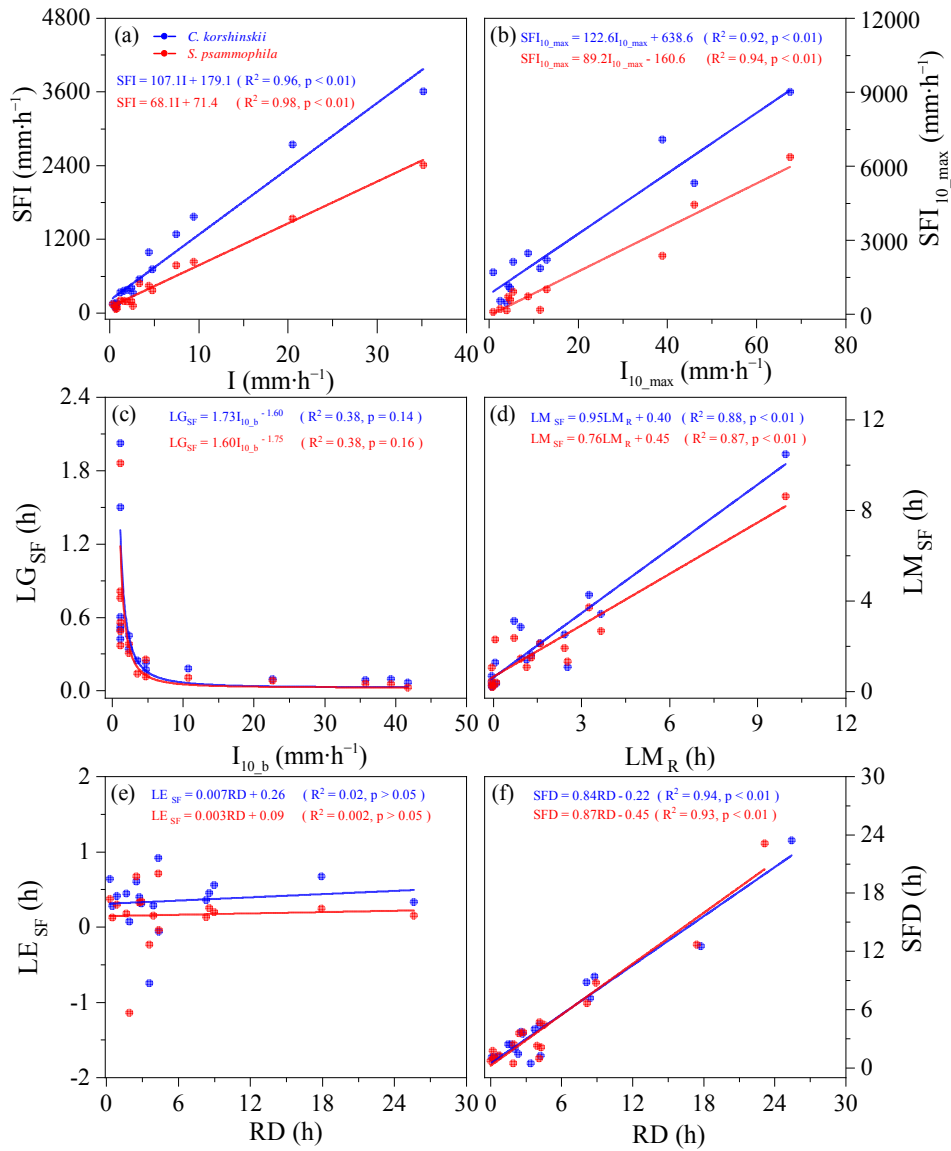 (a)
C. korshinskii
S. psammophila
SFI = 107.1I + 179.1 ( R² = 0.96, p < 0.01)
SFI = 68.1I + 71.4 ( R² = 0.98, p < 0.01)
4800
3600
2400
1200
0
SFI (mm·h⁻¹)
0 10 20 30 40
I (mm·h⁻¹)
(b)
SFI10_max = 122.6I10_max + 638.6 ( R² = 0.92, p < 0.01)
SFI10_max = 89.2I10_max - 160.6 ( R² = 0.94, p < 0.01)
12000
9000
6000
3000
0
SFI10_max (mm·h⁻¹)
0 20 40 60 80
I10_max (mm·h⁻¹)
(c)
LGSF = 1.73I10_b - 1.60 ( R² = 0.38, p = 0.14 )
LGSF = 1.60I10_b - 1.75 ( R² = 0.38, p = 0.16 )
2.4
1.8
1.2
0.6
0.0
LGSF (h)
0 10 20 30 40 50
I10_b (mm·h⁻¹)
(d)
LM SF = 0.95LM R + 0.40 ( R² = 0.88, p < 0.01 )
LM SF = 0.76LM R + 0.45 ( R² = 0.87, p < 0.01 )
12
8
4
0
LMSF (h)
0 3 6 9 12
LMR (h)
(e)
LE SF = 0.007RD + 0.26 ( R² = 0.02, p > 0.05 )
LE SF = 0.003RD + 0.09 ( R² = 0.002, p > 0.05 )
2
1
0
-1
-2
LESF (h)
0 6 12 18 24 30
RD (h)
(f)
SFD = 0.84RD - 0.22 ( R² = 0.94, p < 0.01 )
SFD = 0.87RD - 0.45 ( R² = 0.93, p < 0.01 )
30
24
18
12
6
0
SFD (h)
0 6 12 18 24 30
RD (h)